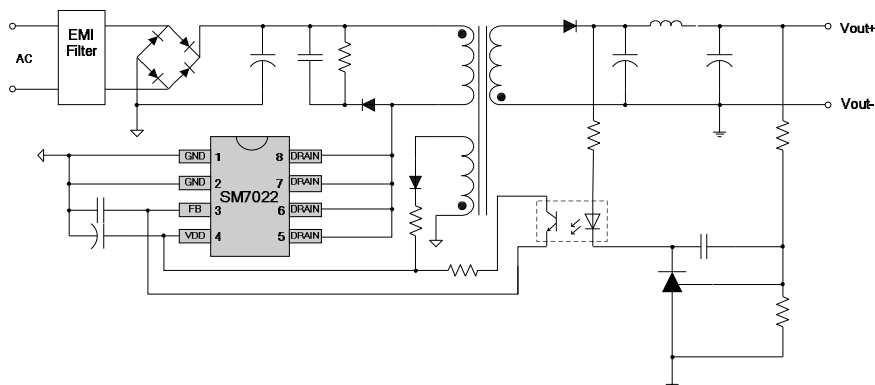 AC
EMI
Filter
Vout+
Vout-
GND 1 8 DRAIN
GND 2 7 DRAIN
SM7022
FB 3 6 DRAIN
VDD 4 5 DRAIN